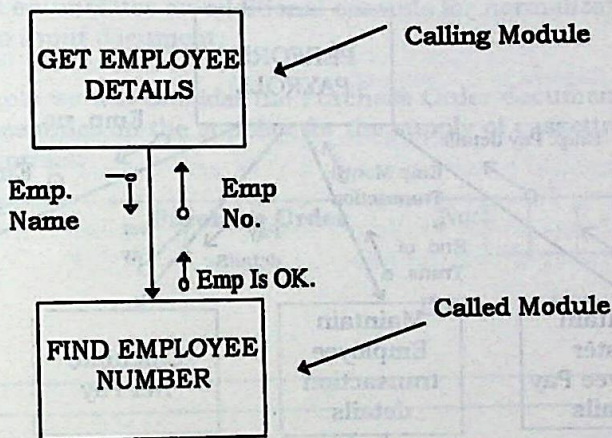 GET EMPLOYEE
DETAILS
Calling Module
Emp.
Name
Emp
No.
Emp Is OK.
FIND EMPLOYEE
NUMBER
Called Module